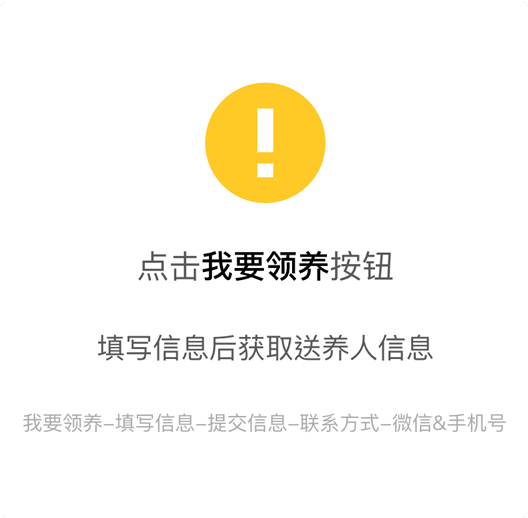 点击我要领养按钮
填写信息后获取送养人信息
我要领养–填写信息–提交信息–联系方式–微信&手机号